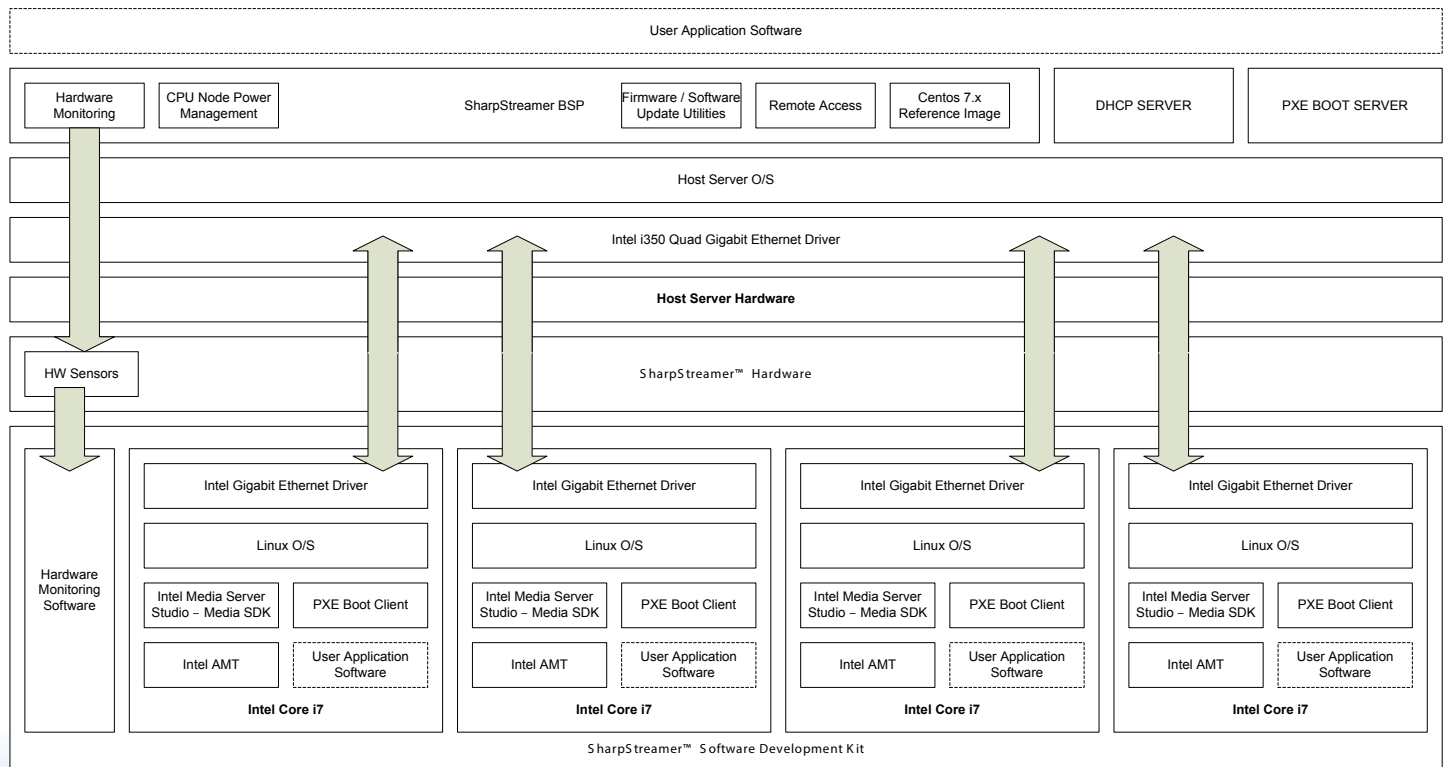 User Application Software
Hardware
Monitoring
CPU Node Power
Management
SharpStreamer BSP
Firmware / Software
Update Utilities
Remote Access
Centos 7.x
Reference Image
DHCP SERVER
PXE BOOT SERVER
Host Server O/S
Intel i350 Quad Gigabit Ethernet Driver
Host Server Hardware
HW Sensors
SharpStreamer™ Hardware
Hardware
Monitoring
Software
Intel Gigabit Ethernet Driver
Linux O/S
Intel Media Server
Studio – Media SDK
PXE Boot Client
Intel AMT
User Application
Software
Intel Core i7
Intel Gigabit Ethernet Driver
Linux O/S
Intel Media Server
Studio – Media SDK
PXE Boot Client
Intel AMT
User Application
Software
Intel Core i7
Intel Gigabit Ethernet Driver
Linux O/S
Intel Media Server
Studio – Media SDK
PXE Boot Client
Intel AMT
User Application
Software
Intel Core i7
Intel Gigabit Ethernet Driver
Linux O/S
Intel Media Server
Studio – Media SDK
PXE Boot Client
Intel AMT
User Application
Software
Intel Core i7
SharpStreamer™ Software Development Kit